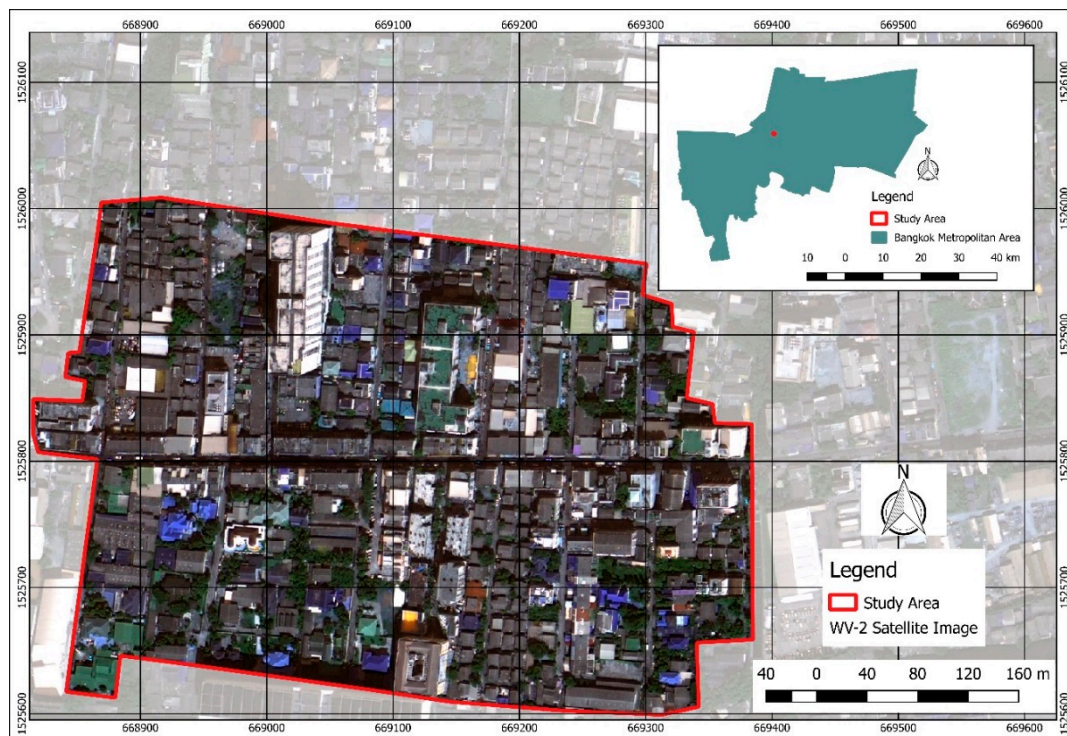 668900 669000 669100 669200 669300 669400 669500 669600
1526100
1526000
1525900
1525800
1525700
1525600
N
Legend
Study Area
Bangkok Metropolitan Area
10 0 10 20 30 40 km
1526100
1526000
1525900
1525800
1525700
1525600
N
Legend
Study Area
WV-2 Satellite Image
40 0 40 80 120 160 m
668900 669000 669100 669200 669300 669400 669500 669600